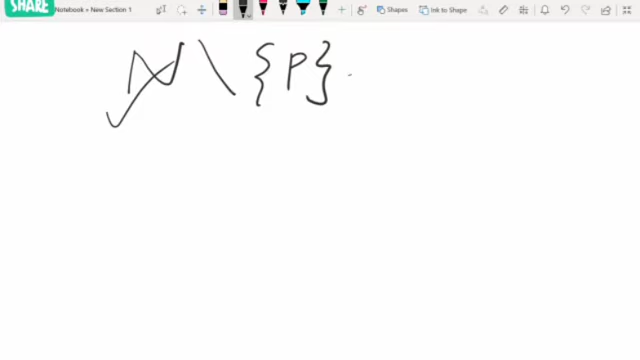 SHARE
Notebook » New Section 1
Shapes
Ink to Shape
N \ {P}